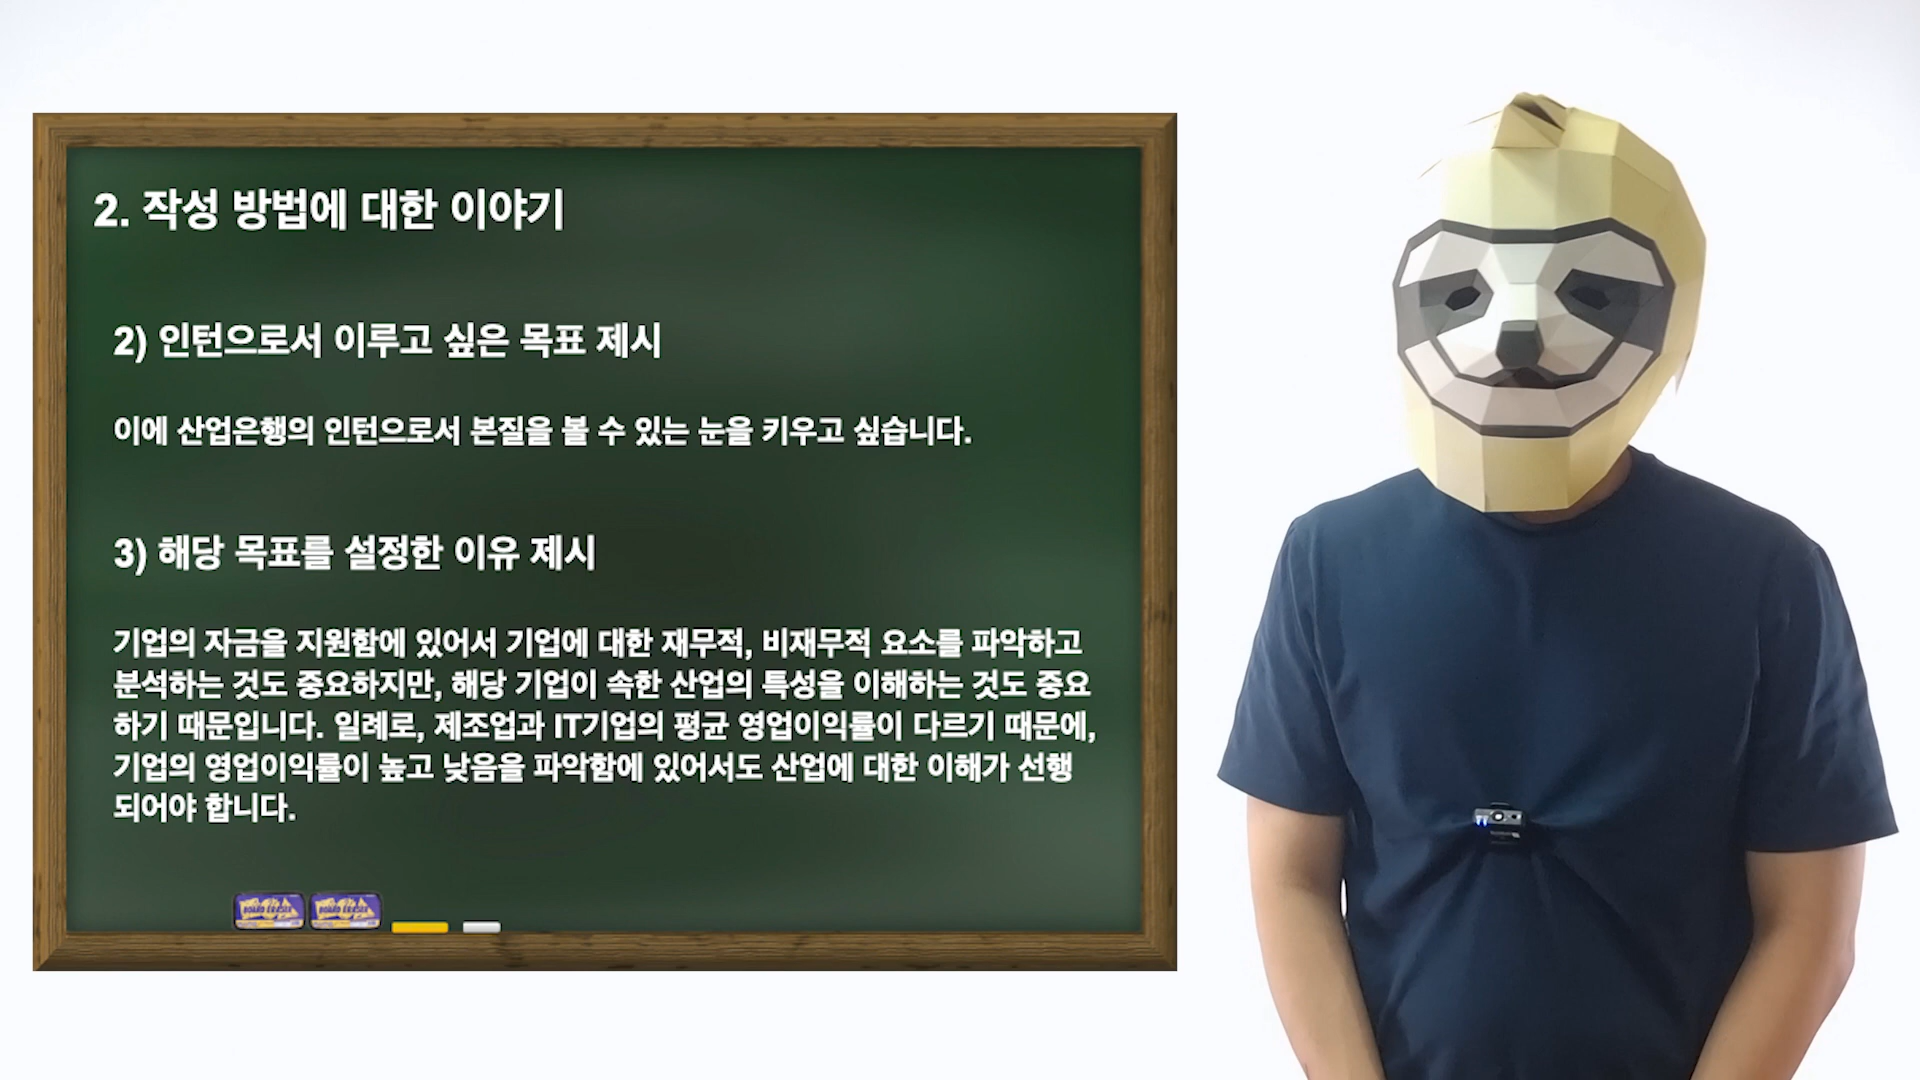 2. 작성 방법에 대한 이야기
2) 인턴으로서 이루고 싶은 목표 제시
이에 산업은행의 인턴으로서 본질을 볼 수 있는 눈을 키우고 싶습니다.
3) 해당 목표를 설정한 이유 제시
기업의 자금을 지원함에 있어서 기업에 대한 재무적, 비재무적 요소를 파악하고
분석하는 것도 중요하지만, 해당 기업이 속한 산업의 특성을 이해하는 것도 중요
하기 때문입니다. 일례로, 제조업과 IT기업의 평균 영업이익률이 다르기 때문에,
기업의 영업이익률이 높고 낮음을 파악함에 있어서도 산업에 대한 이해가 선행
되어야 합니다.
BOARD ERASER BOARD ERASER